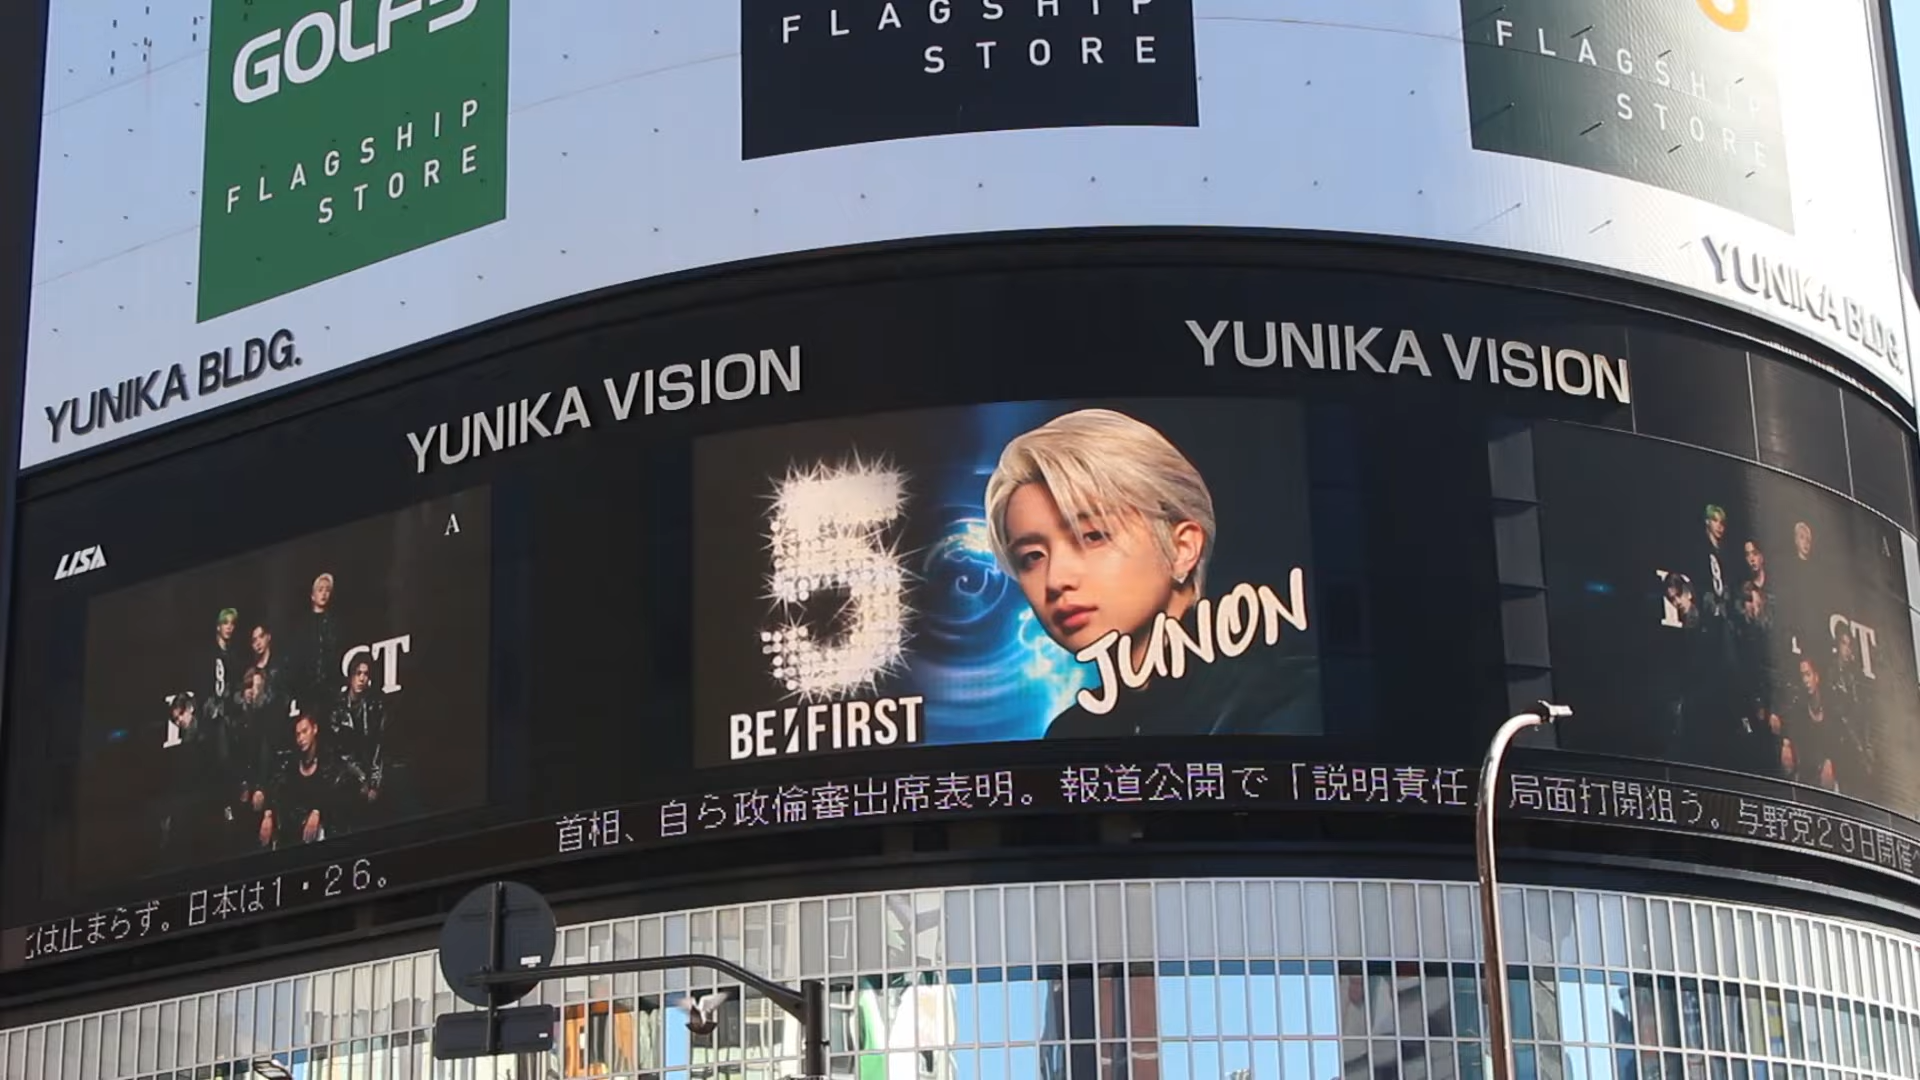 GOLF5
FLAGSHIP
STORE
FLAGSHIP
STORE
FLAGSHIP
STORE
YUNIKA BLDG.
YUNIKA BLDG.
YUNIKA VISION
YUNIKA VISION
LISA
A
ST
5
BE:FIRST
JUNON
A
ST
首相、自ら政倫審出席表明。報道公開で「説明責任」局面打開狙う。与野党29日開催
は止まらず。日本は1・26。